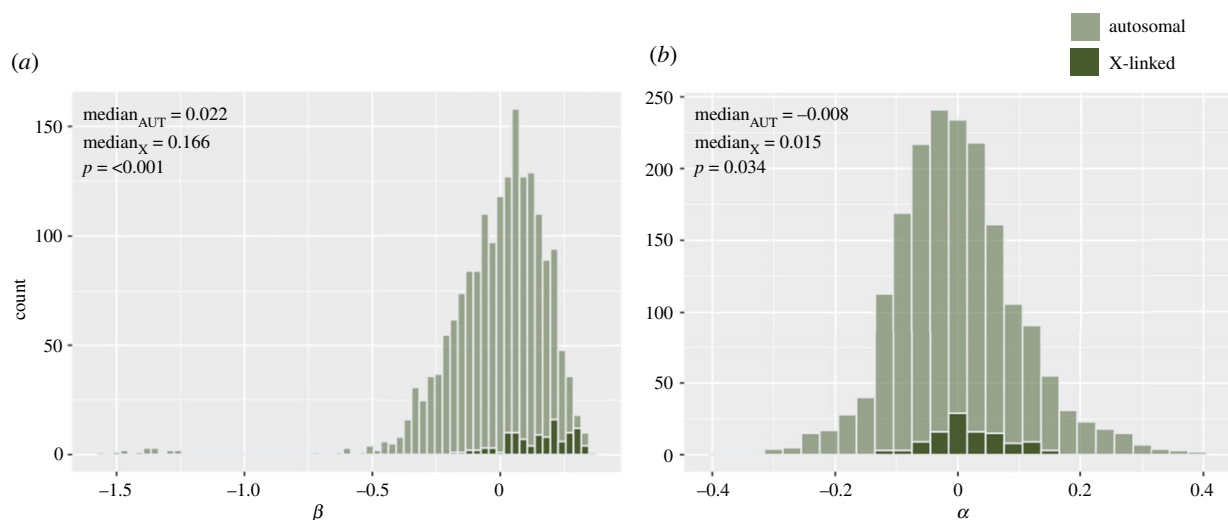 autosomal
X-linked
(a)
median_AUT = 0.022
median_X = 0.166
p = <0.001
150
100
50
0
count
−1.5
−1.0
−0.5
0
β
(b)
median_AUT = –0.008
median_X = 0.015
p = 0.034
250
200
150
100
50
0
−0.4
−0.2
0
0.2
0.4
α